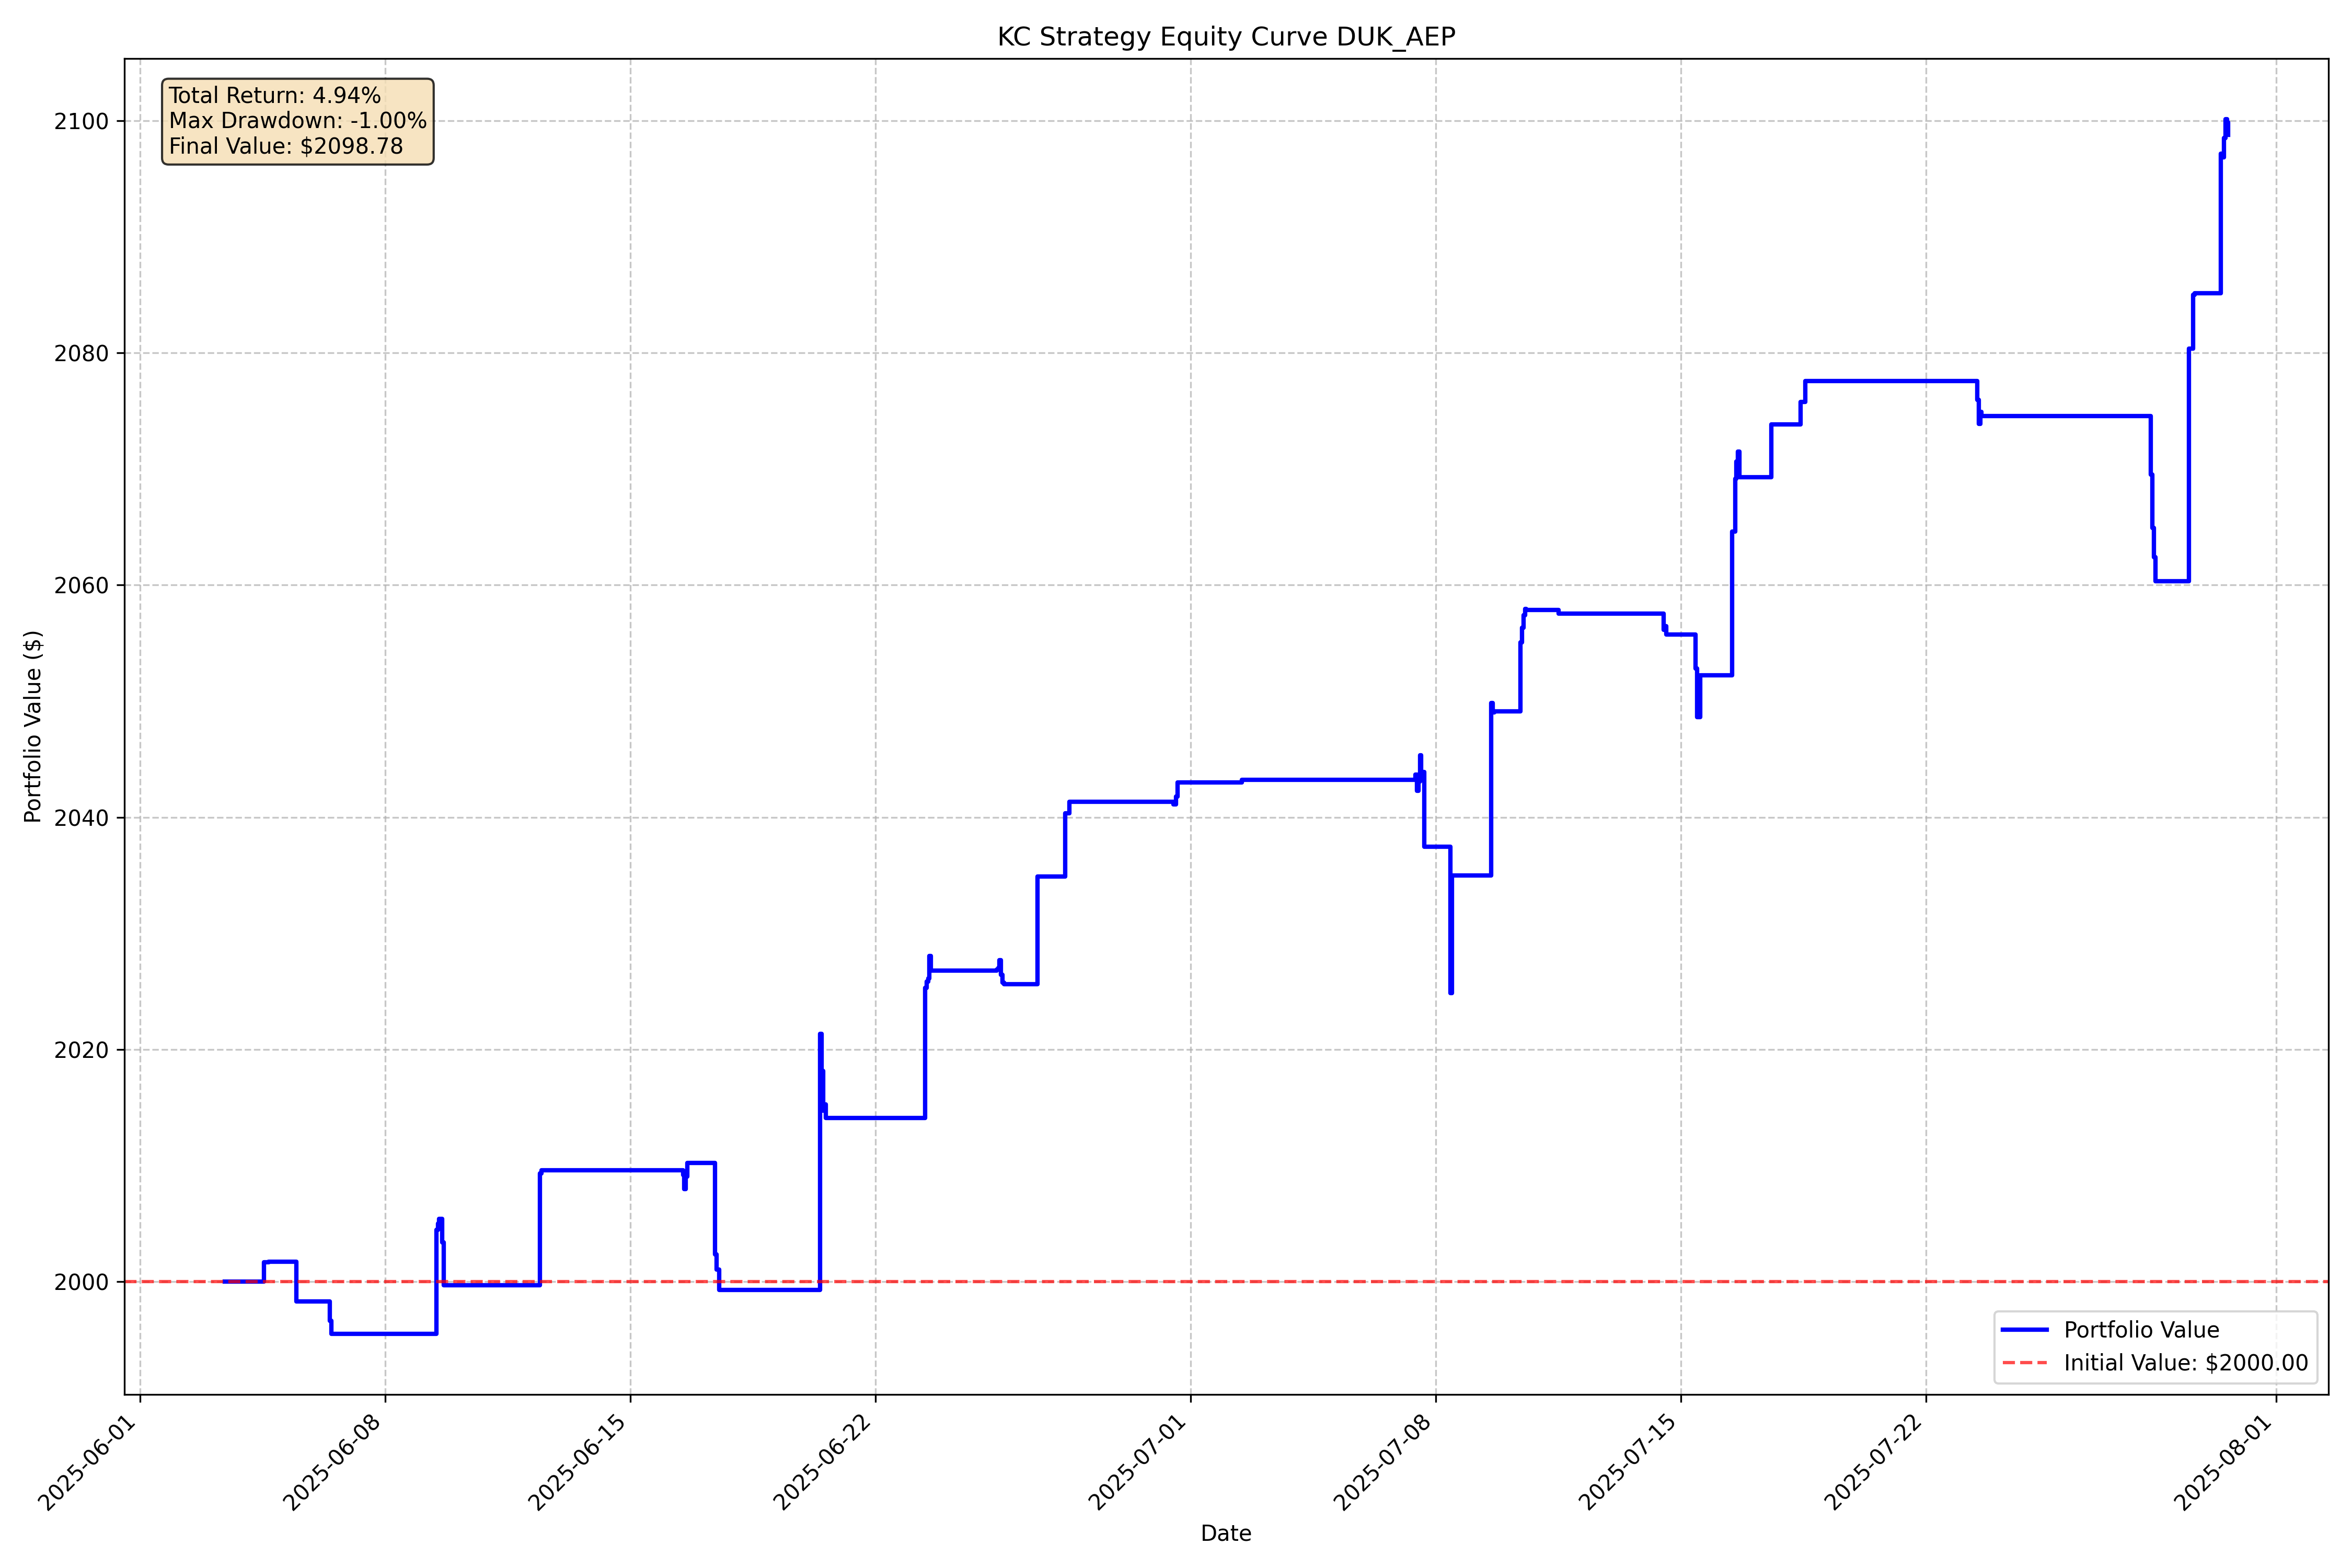 KC Strategy Equity Curve DUK_AEP
Total Return: 4.94%
Max Drawdown: -1.00%
Final Value: $2098.78
Portfolio Value ($)
2100
2080
2060
2040
2020
2000
Portfolio Value
Initial Value: $2000.00
2025-06-01
2025-06-08
2025-06-15
2025-06-22
2025-07-01
2025-07-08
2025-07-15
2025-07-22
2025-08-01
Date